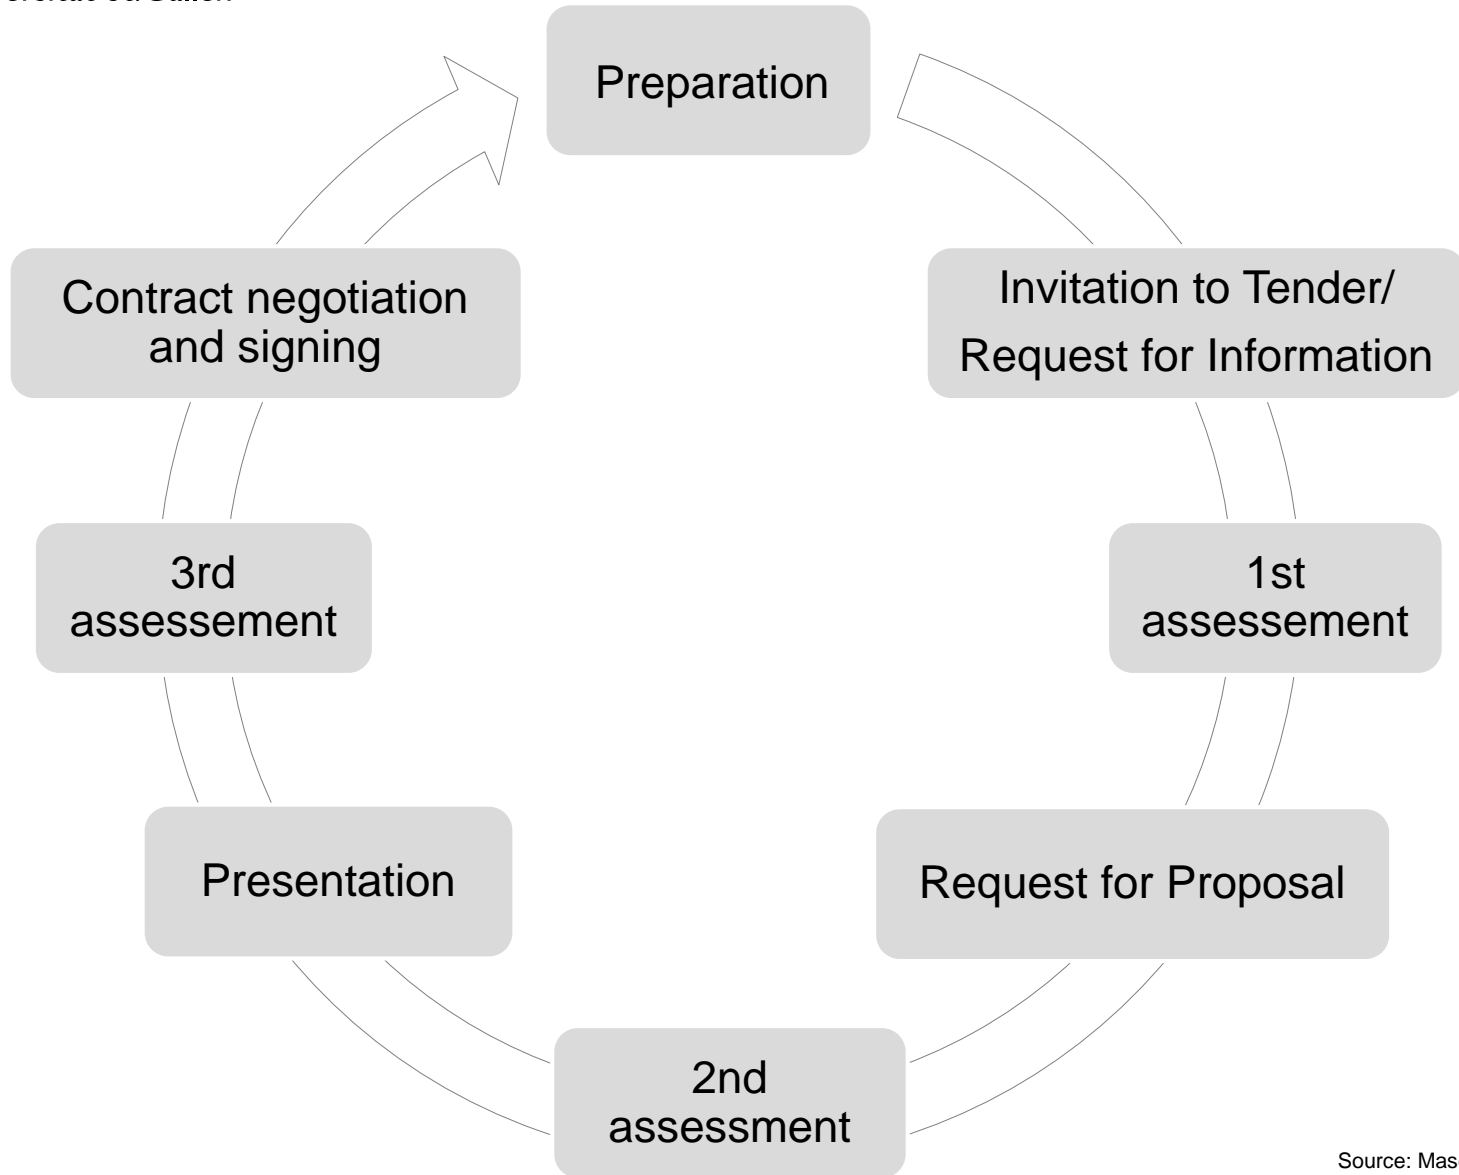 Preparation
Invitation to Tender/
Request for Information
1st
assessement
Request for Proposal
2nd
assessment
Presentation
3rd
assessement
Contract negotiation
and signing
Source: